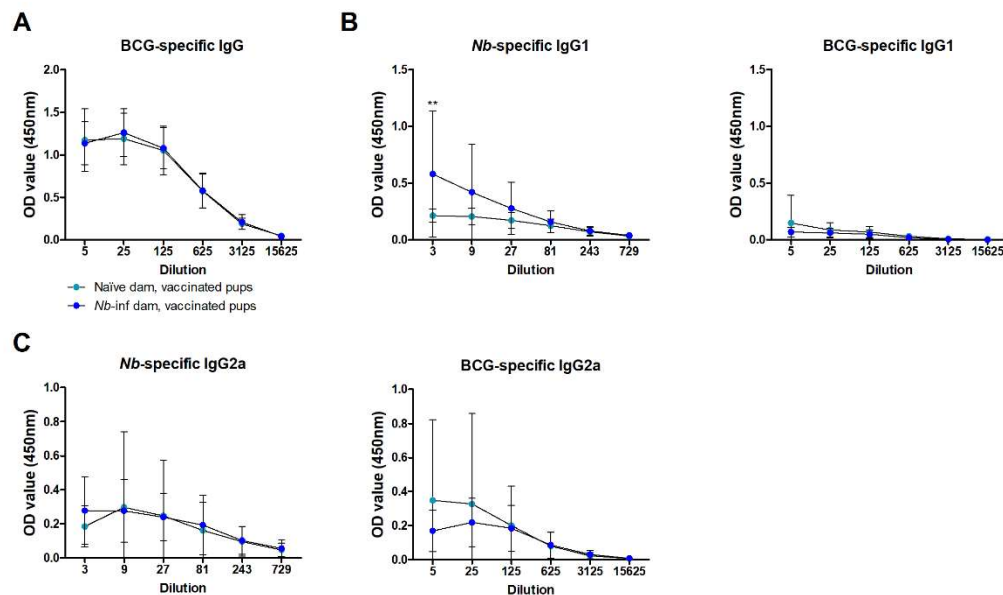 A
BCG-specific IgG
OD value (450nm)
2.0
1.5
1.0
0.5
0.0
5 25 125 625 3125 15625
Dilution
Naïve dam, vaccinated pups
Nb-inf dam, vaccinated pups
B
Nb-specific IgG1
OD value (450nm)
1.5
1.0
0.5
0.0
**
3 9 27 81 243 729
Dilution
BCG-specific IgG1
OD value (450nm)
1.5
1.0
0.5
0.0
5 25 125 625 3125 15625
Dilution
C
Nb-specific IgG2a
OD value (450nm)
1.0
0.8
0.6
0.4
0.2
0.0
3 9 27 81 243 729
Dilution
BCG-specific IgG2a
OD value (450nm)
1.0
0.8
0.6
0.4
0.2
0.0
5 25 125 625 3125 15625
Dilution